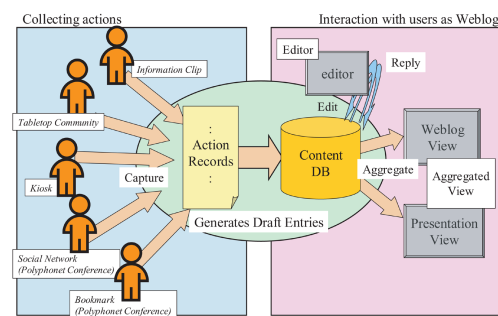 Collecting actions
Interaction with users as Weblog
Information Clip
Editor
editor
Reply
Tabletop Community
Edit
:
Action
Records
:
Content
DB
Weblog
View
Kiosk
Capture
Aggregate
Aggregated
View
Generates Draft Entries
Presentation
View
Social Network
(Polyphonet Conference)
Bookmark
(Polyphonet Conference)